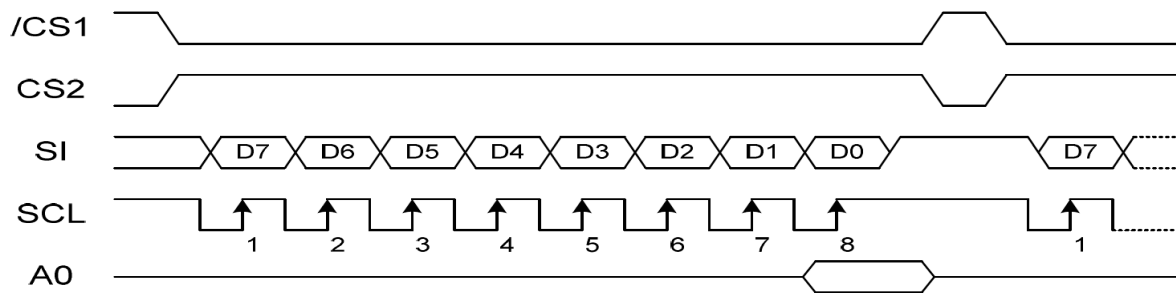 /CS1
CS2
SI D7 D6 D5 D4 D3 D2 D1 D0 D7
SCL
1 2 3 4 5 6 7 8 1
A0